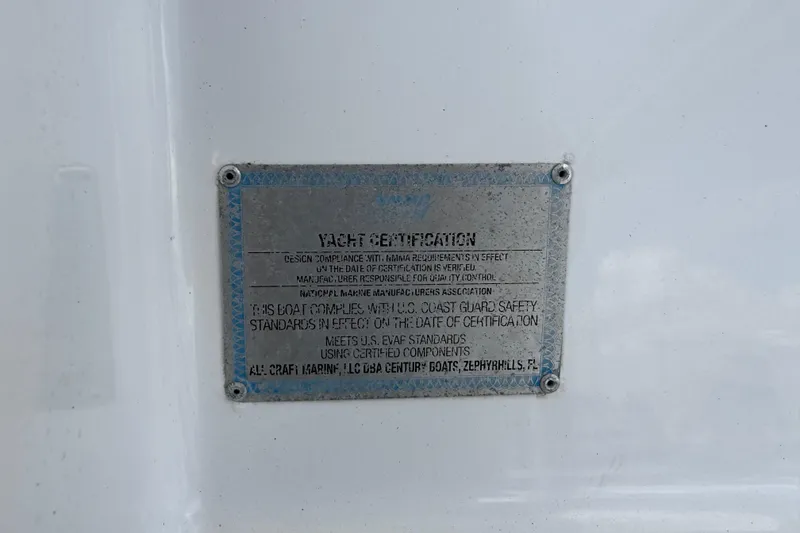 YACHT CERTIFICATION
DESIGN COMPLIANCE WITH NMMA REQUIREMENTS IN EFFECT
ON THE DATE OF CERTIFICATION IS VERIFIED.
MANUFACTURER RESPONSIBLE FOR QUALITY CONTROL.
NATIONAL MARINE MANUFACTURERS ASSOCIATION
THIS BOAT COMPLIES WITH U.S. COAST GUARD SAFETY
STANDARDS IN EFFECT ON THE DATE OF CERTIFICATION
MEETS U.S. EVAP STANDARDS
USING CERTIFIED COMPONENTS
ALL CRAFT MARINE, LLC DBA CENTURY BOATS, ZEPHYRHILLS, FL